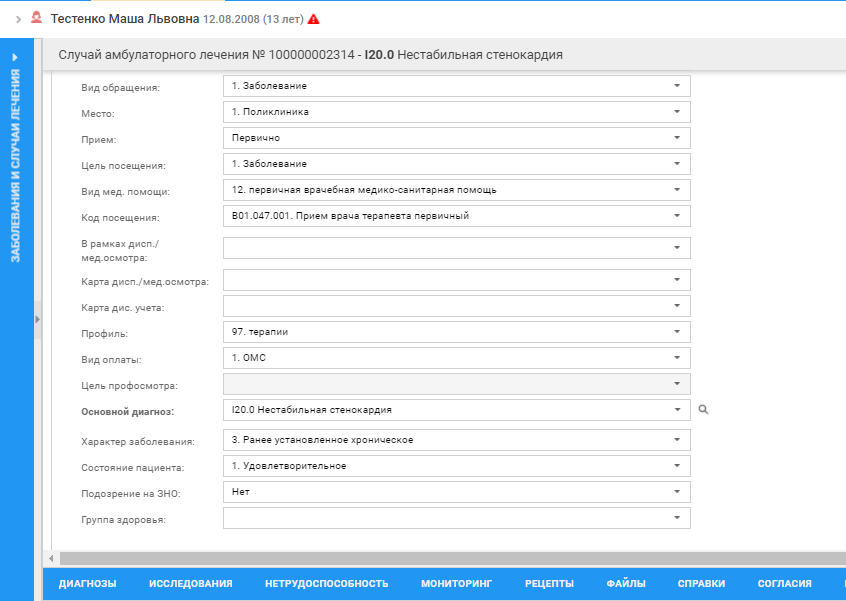 Тестенко Маша Львовна 12.08.2008 (13 лет)
Случай амбулаторного лечения № 100000002314 - I20.0 Нестабильная стенокардия
ЗАБОЛЕВАНИЯ И СЛУЧАИ ЛЕЧЕНИЯ
Вид обращения: 1. Заболевание
Место: 1. Поликлиника
Прием: Первично
Цель посещения: 1. Заболевание
Вид мед. помощи: 12. первичная врачебная медико-санитарная помощь
Код посещения: B01.047.001. Прием врача терапевта первичный
В рамках дисп./
мед.осмотра:
Карта дисп./мед.осмотра:
Карта дис. учета:
Профиль: 97. терапии
Вид оплаты: 1. ОМС
Цель профосмотра:
Основной диагноз: I20.0 Нестабильная стенокардия
Характер заболевания: 3. Ранее установленное хроническое
Состояние пациента: 1. Удовлетворительное
Подозрение на ЗНО: Нет
Группа здоровья:
ДИАГНОЗЫ ИССЛЕДОВАНИЯ НЕТРУДОСПОСОБНОСТЬ МОНИТОРИНГ РЕЦЕПТЫ ФАЙЛЫ СПРАВКИ СОГЛАСИЯ